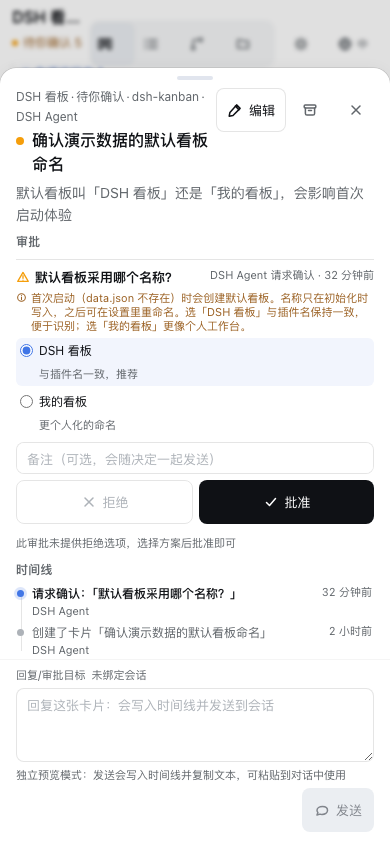 DSH 看…
待你确认 5
DSH 看板·待你确认·dsh-kanban·
DSH Agent
编辑
确认演示数据的默认看板
命名
默认看板叫「DSH 看板」还是「我的看板」，会影响首次
启动体验
审批
默认看板采用哪个名称？
DSH Agent 请求确认 · 32 分钟前
首次启动（data.json 不存在）时会创建默认看板。名称只在初始化时
写入，之后可在设置里重命名。选「DSH 看板」与插件名保持一致，
便于识别；选「我的看板」更像个人工作台。
DSH 看板
与插件名一致，推荐
我的看板
更个人化的命名
备注（可选，会随决定一起发送）
拒绝
批准
此审批未提供拒绝选项，选择方案后批准即可
时间线
请求确认：「默认看板采用哪个名称？」
32 分钟前
DSH Agent
创建了卡片「确认演示数据的默认看板命名」
2 小时前
DSH Agent
回复/审批目标 未绑定会话
回复这张卡片：会写入时间线并发送到会话
独立预览模式：发送会写入时间线并复制文本，可粘贴到对话中使用
发送